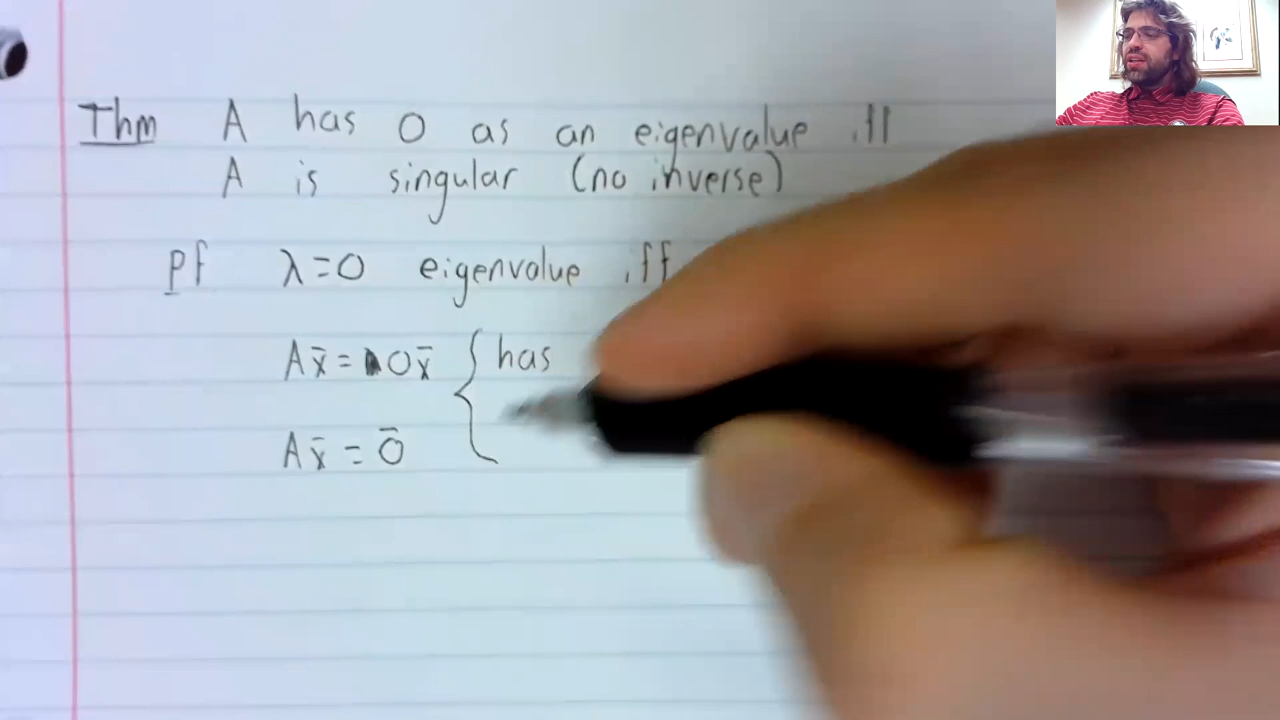 Thm A has 0 as an eigenvalue iff
A is singular (no inverse)
Pf λ=0 eigenvalue iff
Ax̄ = 0x̄ { has
Ax̄ = 0̄